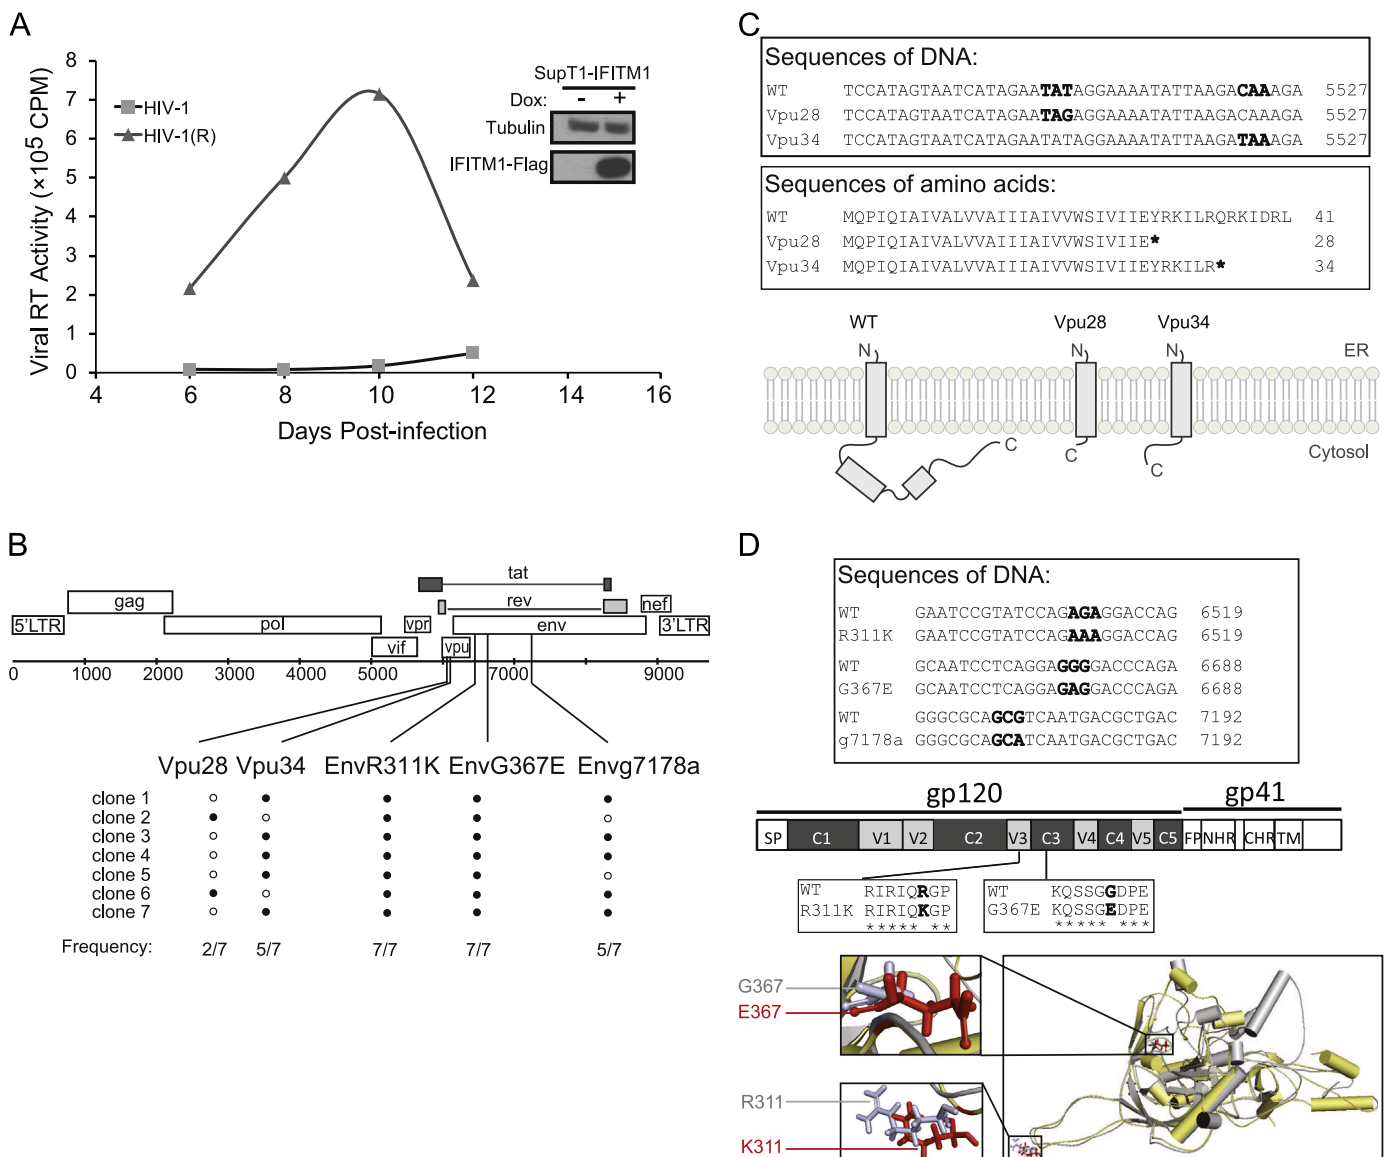 A
8
7
6
5
4
3
2
1
0
Viral RT Activity (×10⁵ CPM)
4 6 8 10 12 14 16
Days Post-infection
HIV-1
HIV-1(R)
SupT1-IFITM1
Dox: - +
Tubulin
IFITM1-Flag
B
tat
rev
gag
nef
5'LTR
pol
vpr
env
3'LTR
vif
vpu
0 1000 2000 3000 4000 5000 7000 9000
Vpu28 Vpu34 EnvR311K EnvG367E Envg7178a
clone 1
clone 2
clone 3
clone 4
clone 5
clone 6
clone 7
Frequency: 2/7 5/7 7/7 7/7 5/7
C
Sequences of DNA:
WT TCCATAGTAATCATAGAATATAGGAAAATATTAAGACAAAGA 5527
Vpu28 TCCATAGTAATCATAGAATAGAGGAAAATATTAAGACAAAGA 5527
Vpu34 TCCATAGTAATCATAGAATATAGGAAAATATTAAGATAAAGA 5527
Sequences of amino acids:
WT MQPIQIAIVALVVAIIIAIVVWSIVIIEYRKILRQRKIDRL 41
Vpu28 MQPIQIAIVALVVAIIIAIVVWSIVIIE* 28
Vpu34 MQPIQIAIVALVVAIIIAIVVWSIVIIEYRKILR* 34
WT Vpu28 Vpu34
N N N ER
C C C Cytosol
D
Sequences of DNA:
WT GAATCCGTATCCAGAGAGGACCAG 6519
R311K GAATCCGTATCCAGAAAGGACCAG 6519
WT GCAATCCTCAGGAGGGGACCCAGA 6688
G367E GCAATCCTCAGGAGAGGACCCAGA 6688
WT GGGCGCAGCGTCAATGACGCTGAC 7192
g7178a GGGCGCAGCATCAATGACGCTGAC 7192
gp120 gp41
SP C1 V1 V2 C2 V3 C3 V4 C4 V5 C5 FP NHR CHR TM
WT RIRIQRGP
R311K RIRIQKGP
***** **
WT KQSSGGDPE
G367E KQSSGEDPE
***** ***
G367
E367
R311
K311